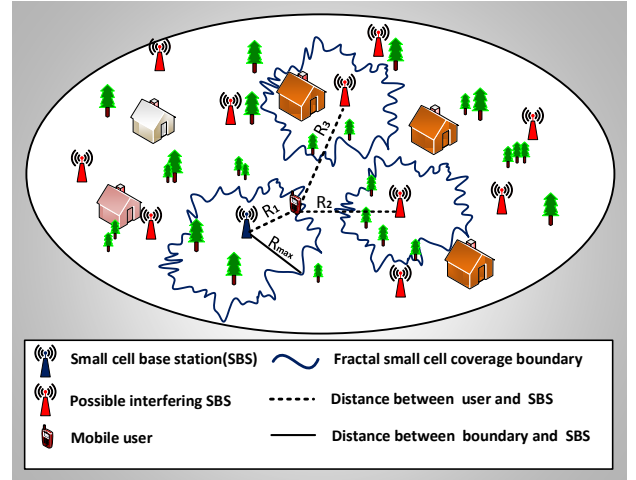 R3
R1
R2
Rmax
Small cell base station(SBS)
Fractal small cell coverage boundary
Possible interfering SBS
Distance between user and SBS
Mobile user
Distance between boundary and SBS